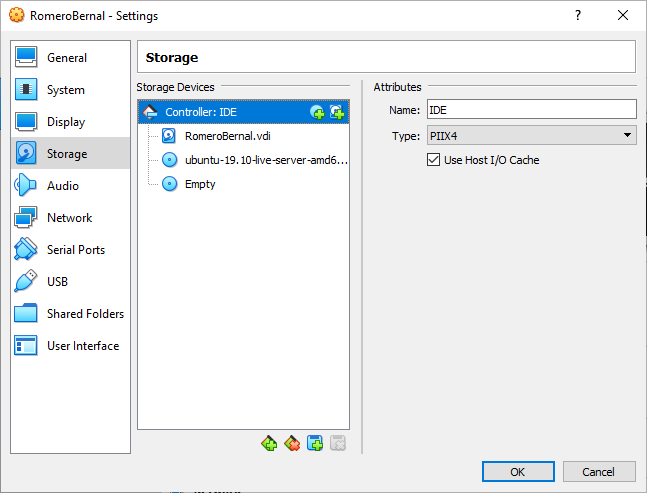 RomeroBernal - Settings
?
General
System
Display
Storage
Audio
Network
Serial Ports
USB
Shared Folders
User Interface
Storage
Storage Devices
Controller: IDE
RomeroBernal.vdi
ubuntu-19.10-live-server-amd6...
Empty
Attributes
Name: IDE
Type: PIIX4
Use Host I/O Cache
OK
Cancel